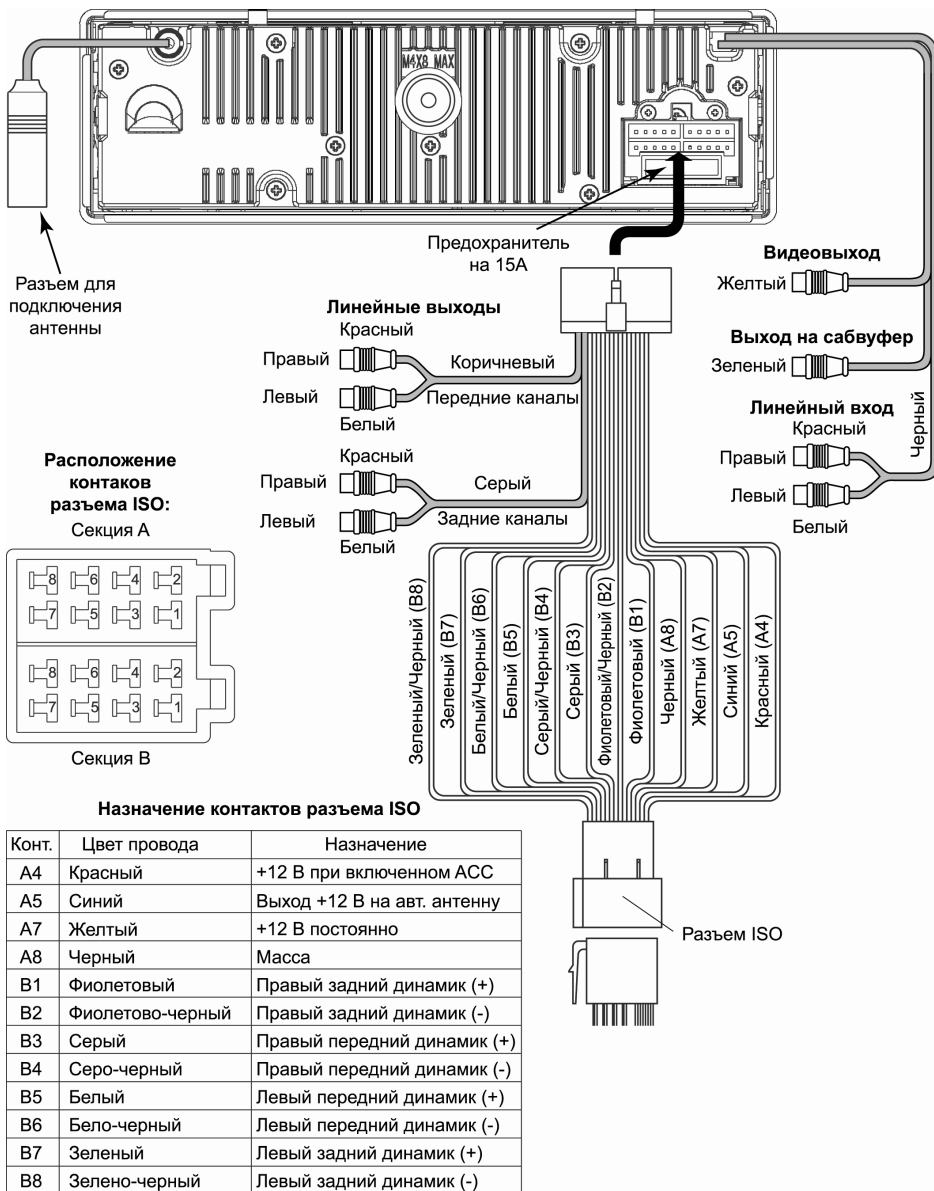 M4X8 MAX
Предохранитель
на 15А
Разъем для
подключения
антенны
Видеовыход
Желтый
Выход на сабвуфер
Зеленый
Линейный вход
Красный
Правый
Левый
Белый
Черный
Линейные выходы
Красный
Правый
Коричневый
Левый
Передние каналы
Белый
Красный
Правый
Серый
Левый
Задние каналы
Белый
Расположение
контаков
разъема ISO:
Секция А
8 6 4 2
7 5 3 1
8 6 4 2
7 5 3 1
Секция В
Зеленый/Черный (B8)
Зеленый (B7)
Белый/Черный (B6)
Белый (B5)
Серый/Черный (B4)
Серый (B3)
Фиолетовый/Черный (B2)
Фиолетовый (B1)
Черный (A8)
Желтый (A7)
Синий (A5)
Красный (A4)
Разъем ISO
Назначение контактов разъема ISO
Конт. Цвет провода Назначение
A4 Красный +12 В при включенном ACC
A5 Синий Выход +12 В на авт. антенну
A7 Желтый +12 В постоянно
A8 Черный Масса
B1 Фиолетовый Правый задний динамик (+)
B2 Фиолетово-черный Правый задний динамик (-)
B3 Серый Правый передний динамик (+)
B4 Серо-черный Правый передний динамик (-)
B5 Белый Левый передний динамик (+)
B6 Бело-черный Левый передний динамик (-)
B7 Зеленый Левый задний динамик (+)
B8 Зелено-черный Левый задний динамик (-)